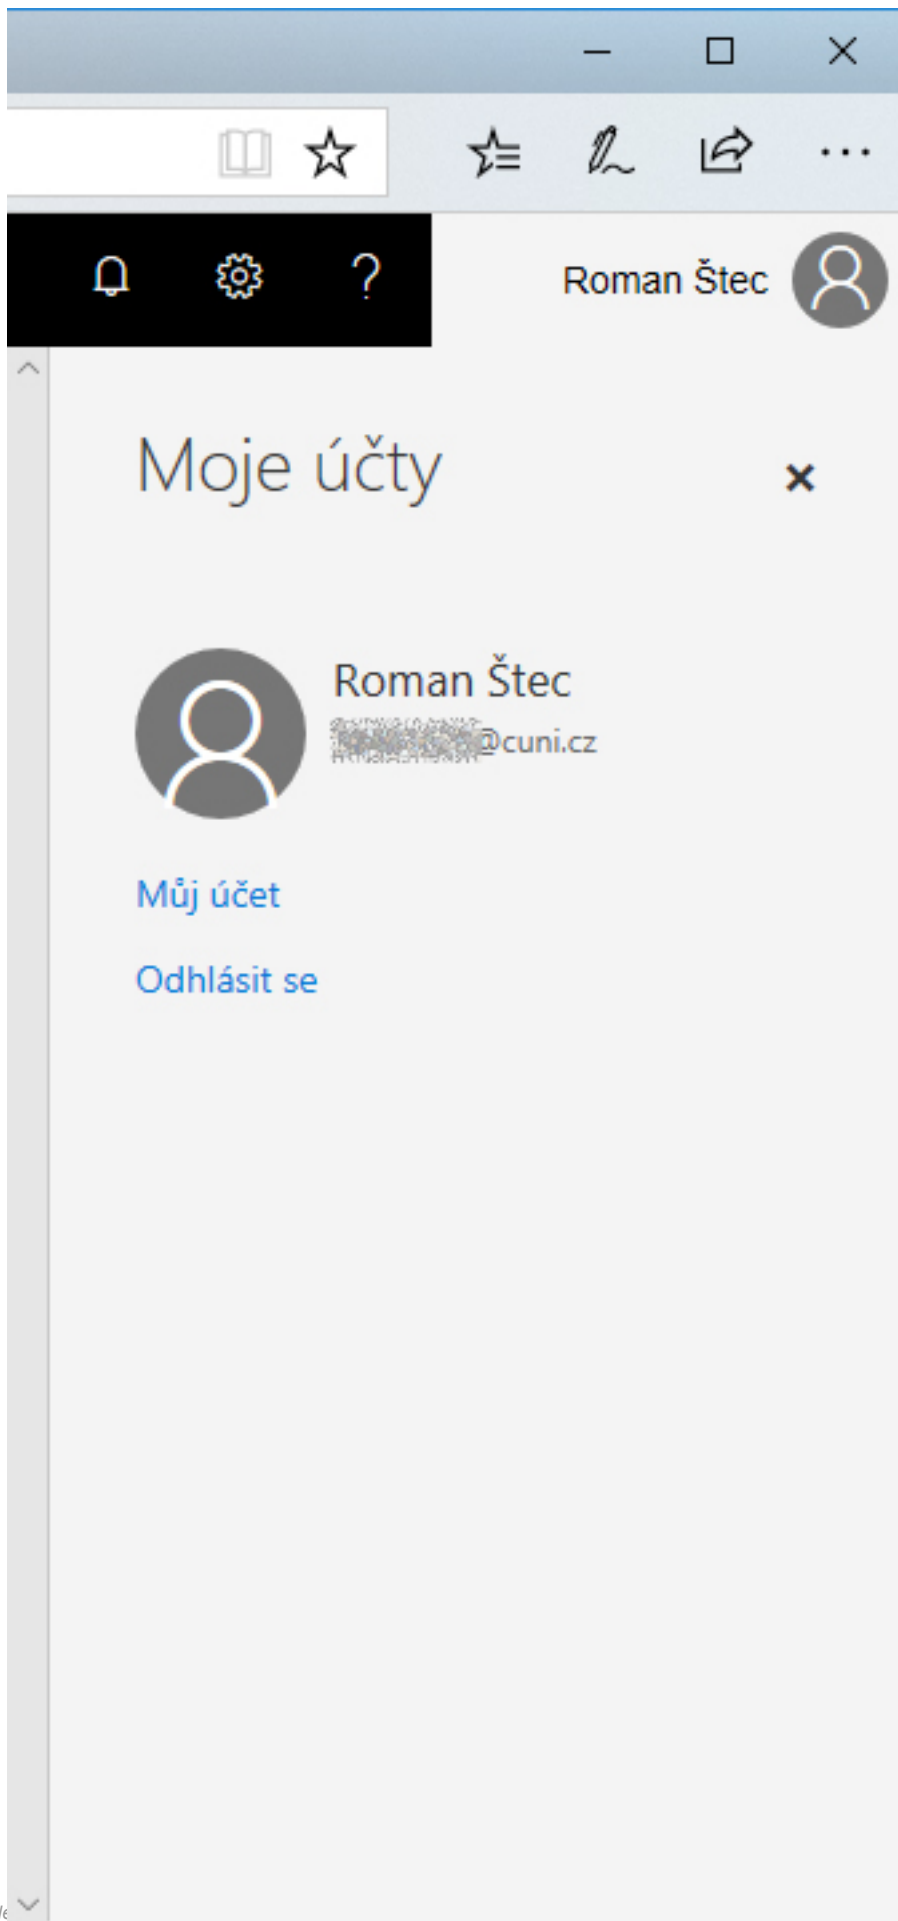 Roman Štec
Moje účty
Roman Štec
@cuni.cz
Můj účet
Odhlásit se